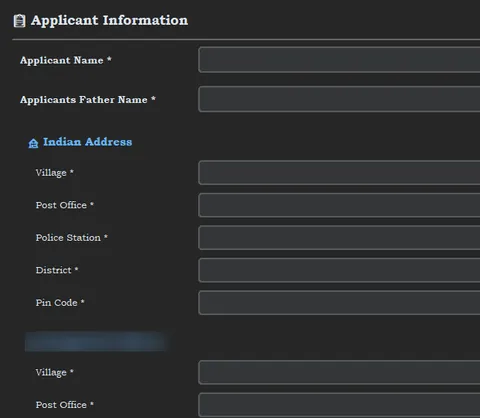 📋 Applicant Information
Applicant Name *
Applicants Father Name *
🏠 Indian Address
Village *
Post Office *
Police Station *
District *
Pin Code *
Village *
Post Office *